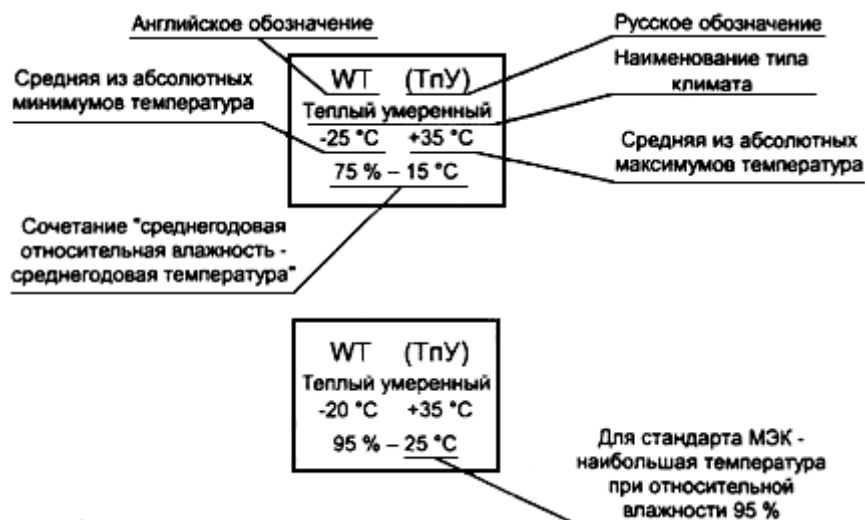 Английское обозначение
Русское обозначение
Средняя из абсолютных
минимумов температура
WT (ТпУ)
Теплый умеренный
-25 °C +35 °C
75 % – 15 °C
Наименование типа
климата
Средняя из абсолютных
максимумов температура
Сочетание "среднегодовая
относительная влажность -
среднегодовая температура"
WT (ТпУ)
Теплый умеренный
-20 °C +35 °C
95 % – 25 °C
Для стандарта МЭК -
наибольшая температура
при относительной
влажности 95 %